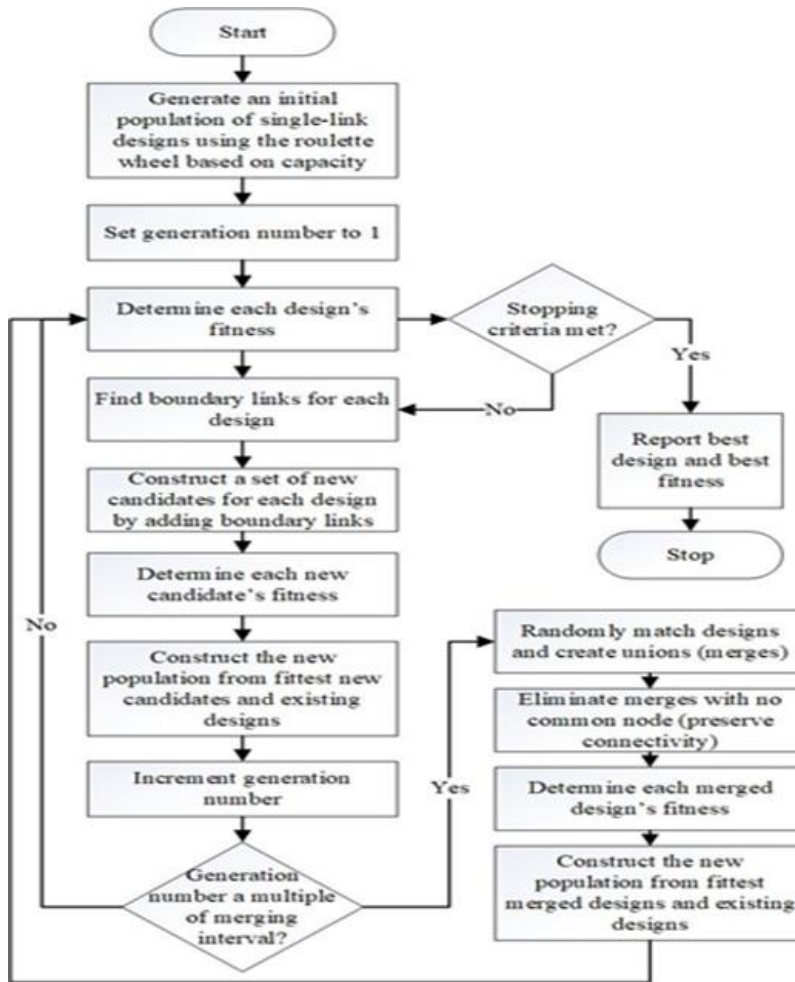 Start
Generate an initial
population of single-link
designs using the roulette
wheel based on capacity
Set generation number to 1
Determine each design's
fitness
Stopping
criteria met?
Yes
No
Find boundary links for each
design
Report best
design and best
fitness
Stop
Construct a set of new
candidates for each design
by adding boundary links
Determine each new
candidate's fitness
No
Construct the new
population from fittest new
candidates and existing
designs
Increment generation
number
Generation
number a multiple
of merging
interval?
Yes
Randomly match designs
and create unions (merges)
Eliminate merges with no
common node (preserve
connectivity)
Determine each merged
design's fitness
Construct the new
population from fittest
merged designs and existing
designs